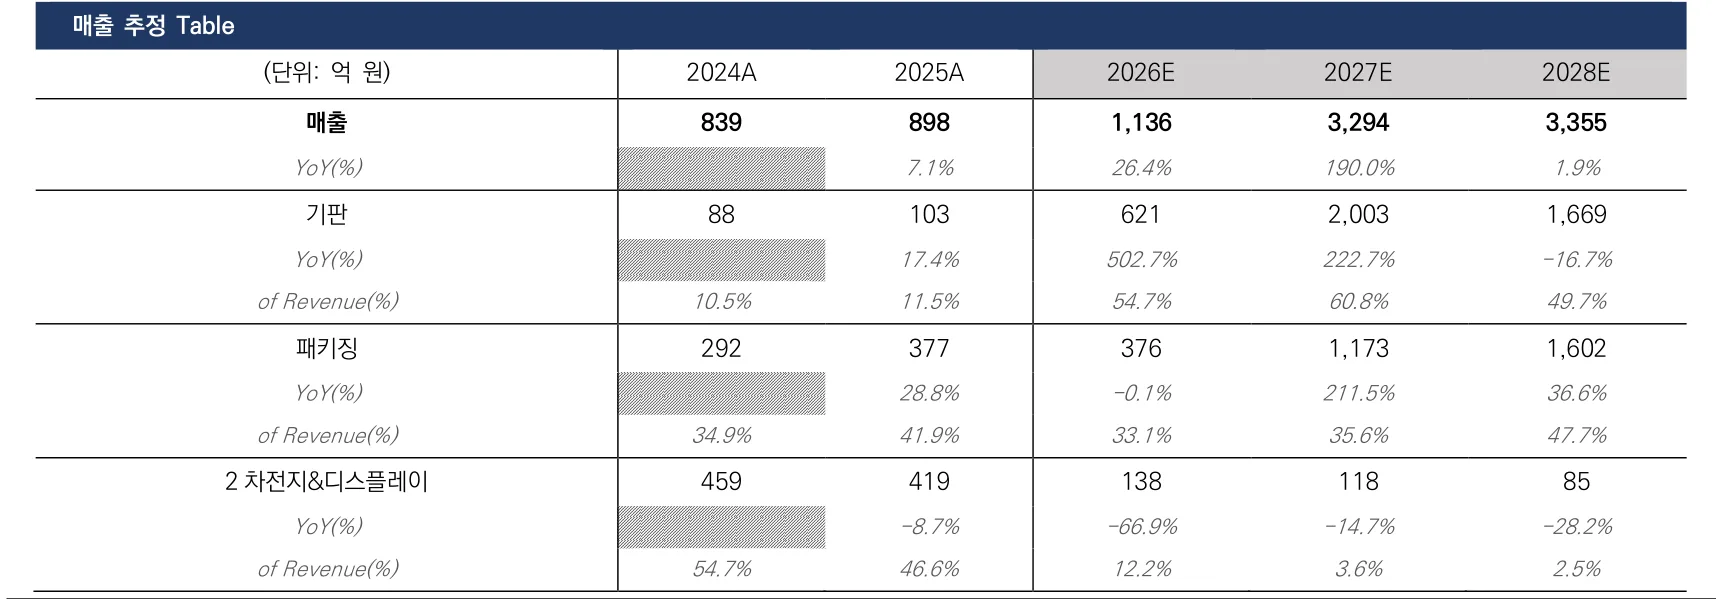 매출 추정 Table
(단위: 억 원) 2024A 2025A 2026E 2027E 2028E
매출 839 898 1,136 3,294 3,355
YoY(%) 7.1% 26.4% 190.0% 1.9%
기판 88 103 621 2,003 1,669
YoY(%) 17.4% 502.7% 222.7% -16.7%
of Revenue(%) 10.5% 11.5% 54.7% 60.8% 49.7%
패키징 292 377 376 1,173 1,602
YoY(%) 28.8% -0.1% 211.5% 36.6%
of Revenue(%) 34.9% 41.9% 33.1% 35.6% 47.7%
2 차전지&디스플레이 459 419 138 118 85
YoY(%) -8.7% -66.9% -14.7% -28.2%
of Revenue(%) 54.7% 46.6% 12.2% 3.6% 2.5%